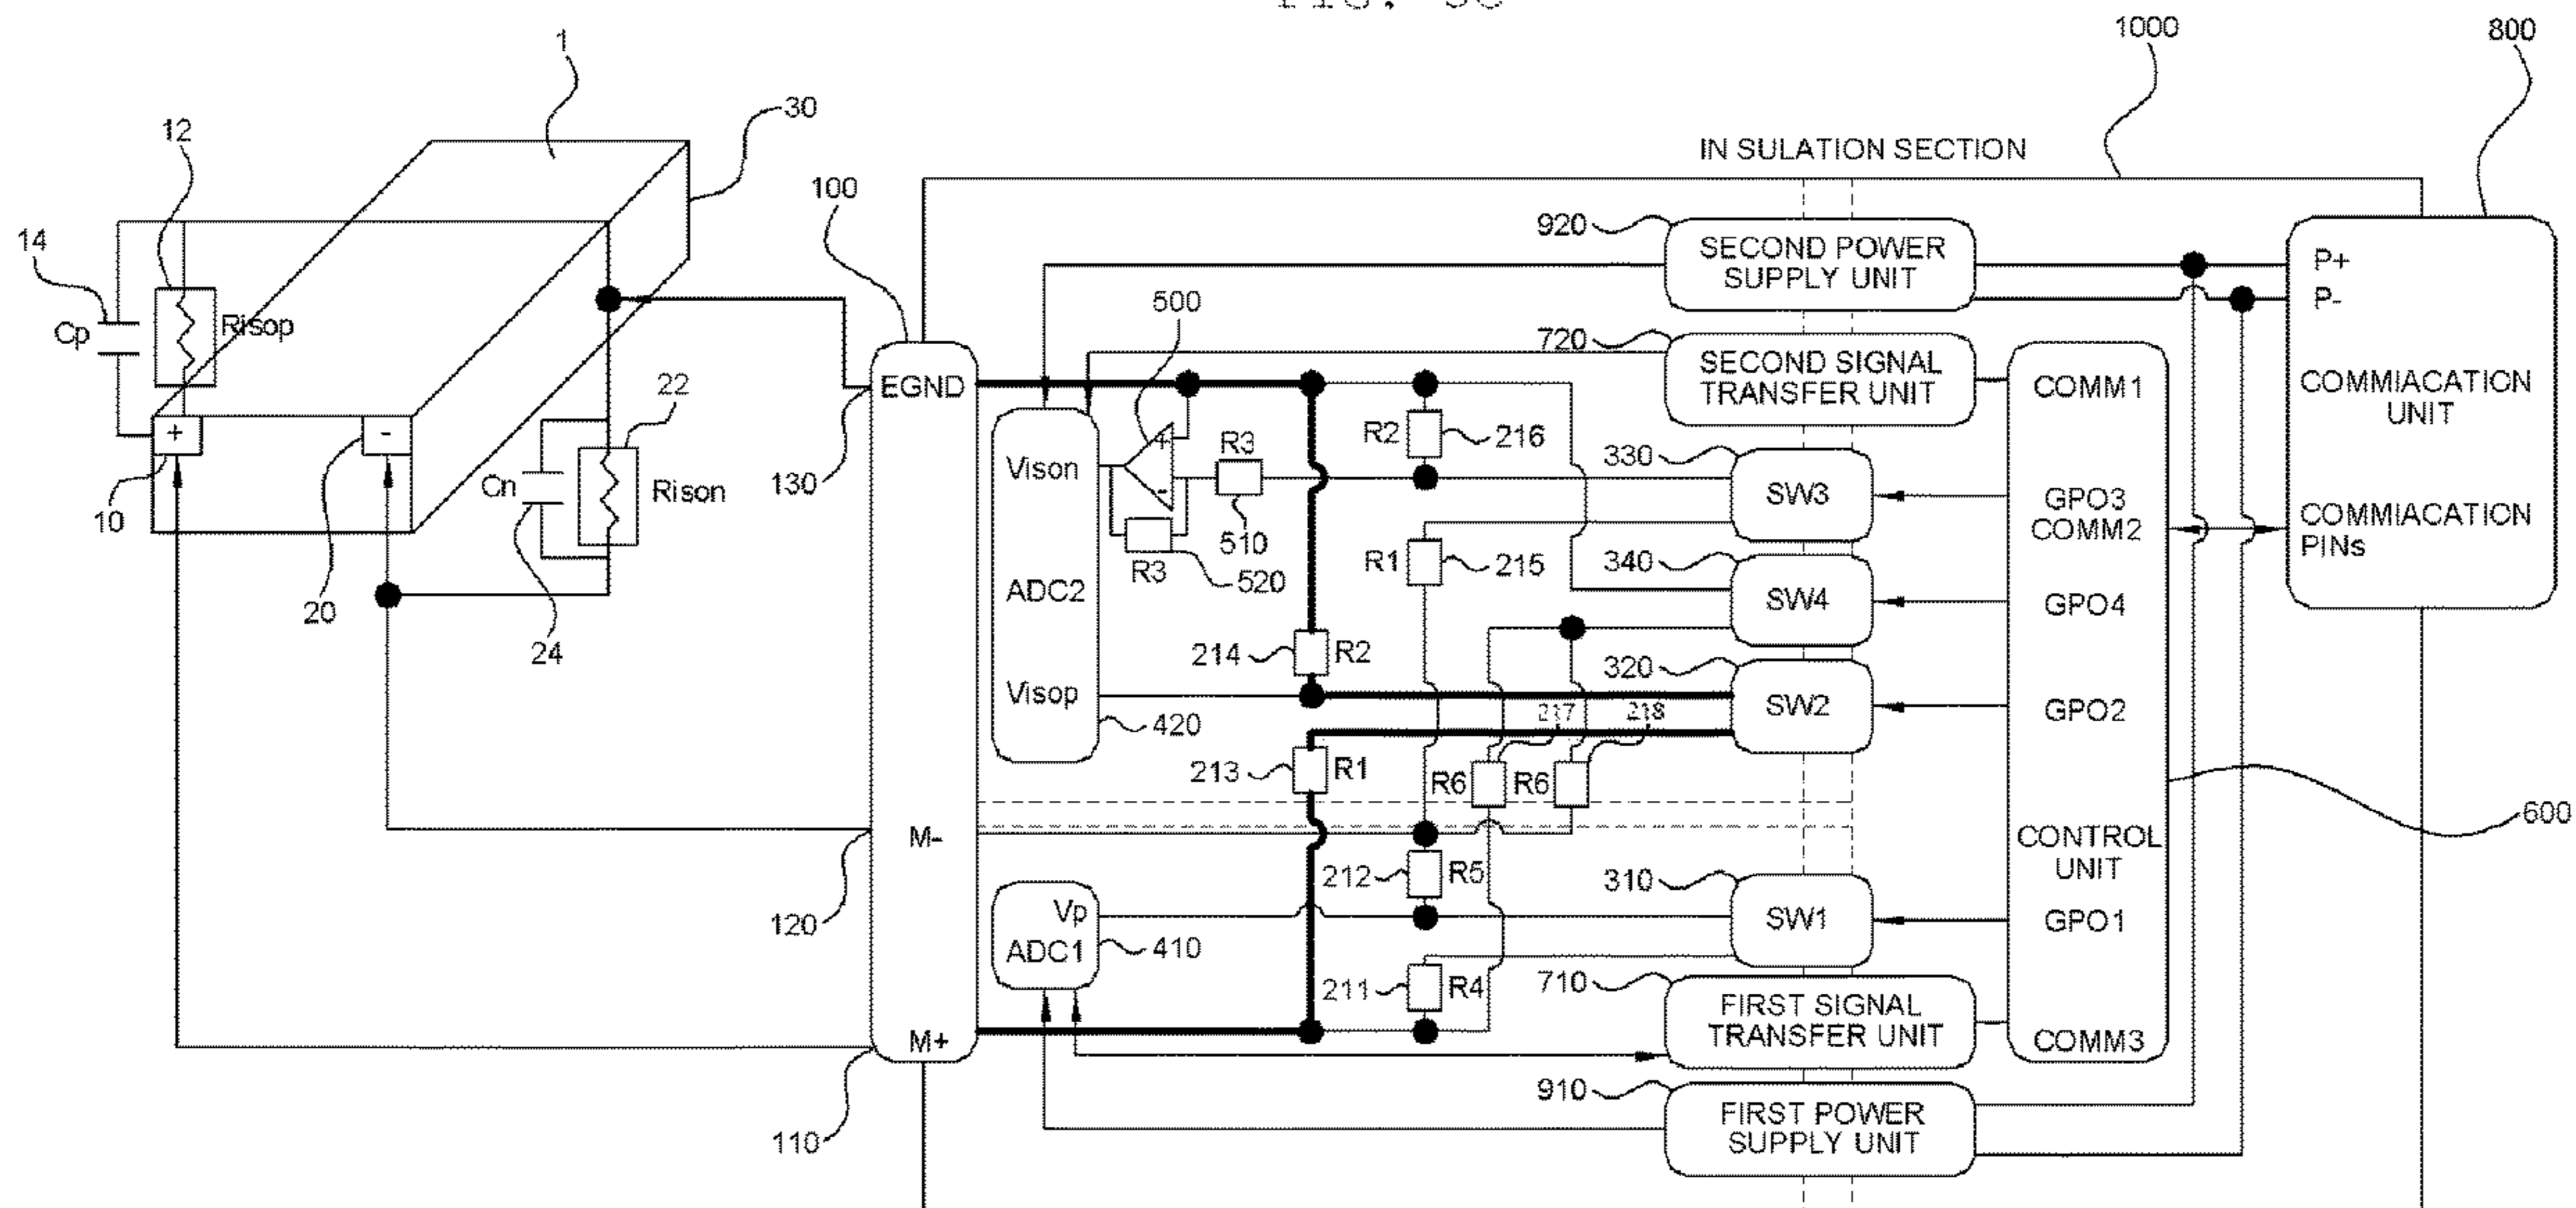 1
30
12
14
Cp
Risop
+
-
10
20
22
Cn
Rison
24
100
130
120
110
EGND
M-
M+
IN SULATION SECTION
1000
800
920
SECOND POWER
SUPPLY UNIT
720
SECOND SIGNAL
TRANSFER UNIT
500
+
-
Vison
ADC2
Visop
420
R3
510
R3
520
R2
216
R1
215
214
R2
213
R1
217
218
R6
R6
212
R5
211
R4
Vp
ADC1
410
330
SW3
340
SW4
320
SW2
310
SW1
710
FIRST SIGNAL
TRANSFER UNIT
910
FIRST POWER
SUPPLY UNIT
COMM1
GPO3
COMM2
GPO4
GPO2
CONTROL
UNIT
GPO1
COMM3
600
P+
P-
COMMIACATION
UNIT
COMMIACATION
PINs